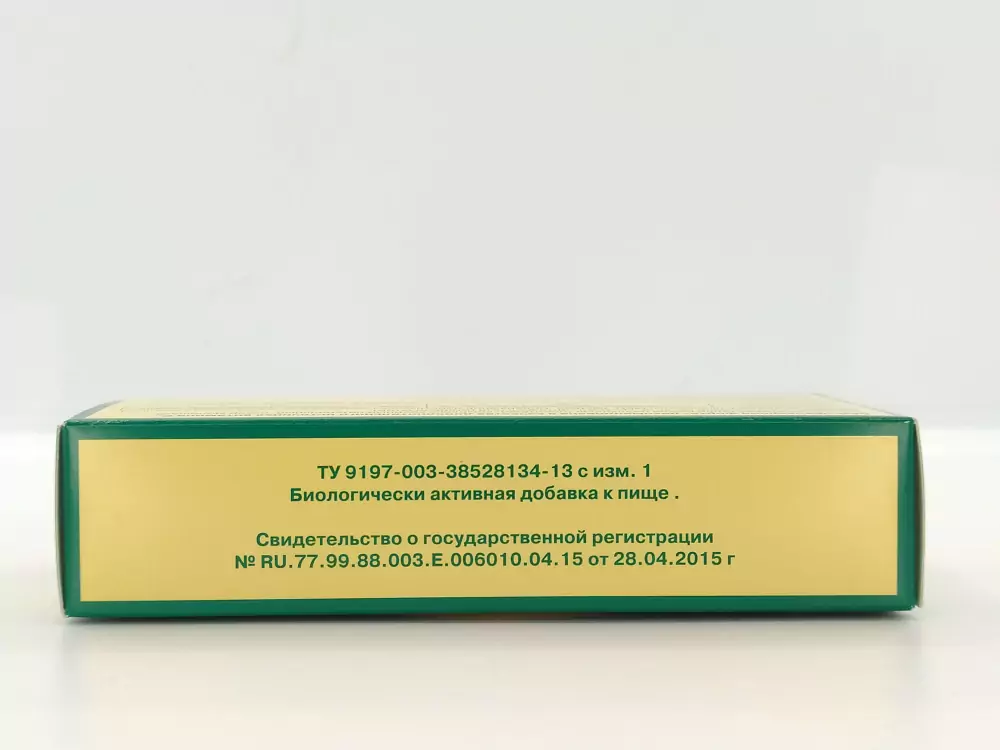 ТУ 9197-003-38528134-13 с изм. 1
Биологически активная добавка к пище .
Свидетельство о государственной регистрации
№ RU.77.99.88.003.Е.006010.04.15 от 28.04.2015 г